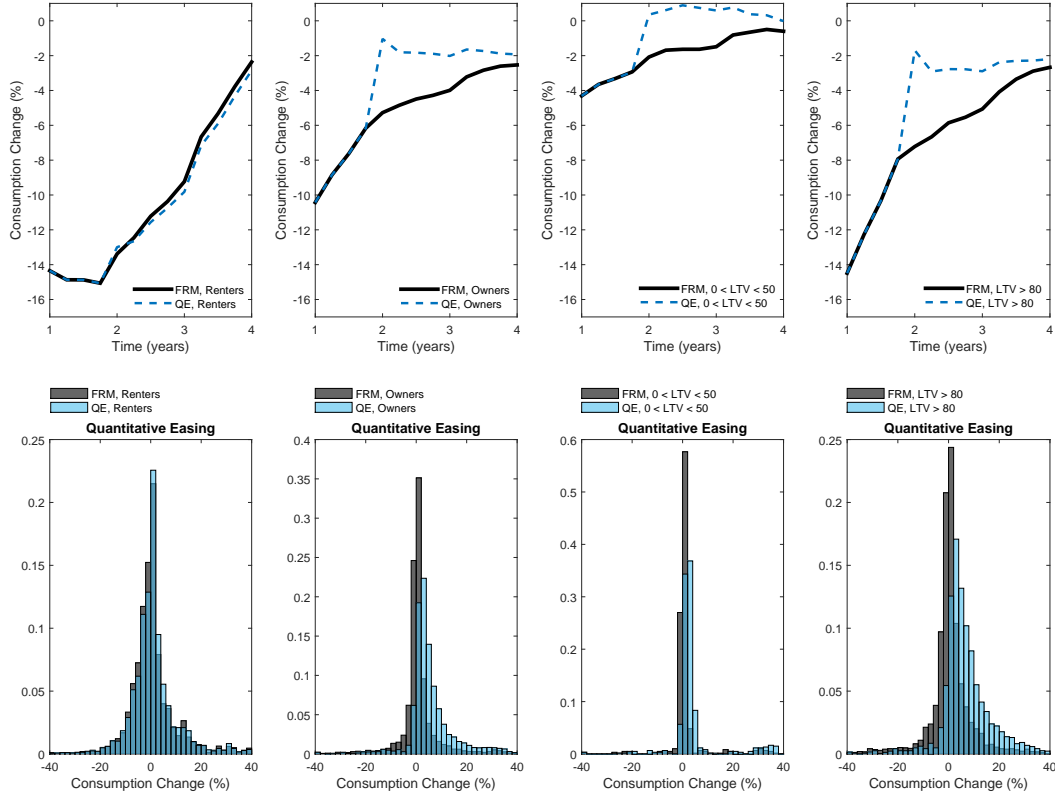 0
-2
-4
-6
-8
-10
-12
-14
-16
Consumption Change (%)
FRM, Renters
QE, Renters
1 2 3 4
Time (years)
0
-2
-4
-6
-8
-10
-12
-14
-16
Consumption Change (%)
FRM, Owners
QE, Owners
1 2 3 4
Time (years)
0
-2
-4
-6
-8
-10
-12
-14
-16
Consumption Change (%)
FRM, 0 < LTV < 50
QE, 0 < LTV < 50
1 2 3 4
Time (years)
0
-2
-4
-6
-8
-10
-12
-14
-16
Consumption Change (%)
FRM, LTV > 80
QE, LTV > 80
1 2 3 4
Time (years)
FRM, Renters
QE, Renters
Quantitative Easing
0.25
0.2
0.15
0.1
0.05
0
-40 -20 0 20 40
Consumption Change (%)
FRM, Owners
QE, Owners
Quantitative Easing
0.4
0.35
0.3
0.25
0.2
0.15
0.1
0.05
0
-40 -20 0 20 40
Consumption Change (%)
FRM, 0 < LTV < 50
QE, 0 < LTV < 50
Quantitative Easing
0.6
0.5
0.4
0.3
0.2
0.1
0
-40 -20 0 20 40
Consumption Change (%)
FRM, LTV > 80
QE, LTV > 80
Quantitative Easing
0.25
0.2
0.15
0.1
0.05
0
-40 -20 0 20 40
Consumption Change (%)